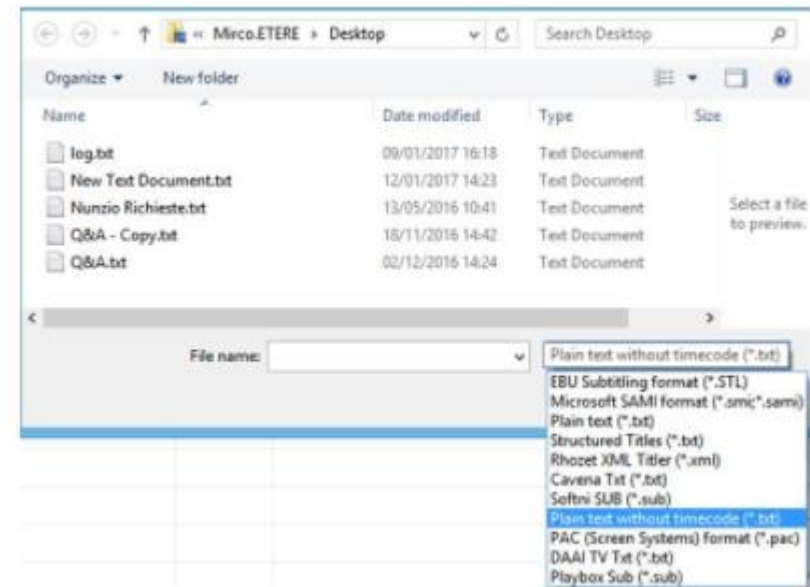 « Mirco.ETERE › Desktop Search Desktop
Organize New folder
Name Date modified Type Size
log.txt 09/01/2017 16:18 Text Document
New Text Document.txt 12/01/2017 14:23 Text Document
Nunzio Richieste.txt 13/05/2016 10:41 Text Document
Q&A - Copy.txt 18/11/2016 14:42 Text Document
Q&A.txt 02/12/2016 14:24 Text Document
Select a file
to preview.
File name: Plain text without timecode (*.txt)
EBU Subtitling format (*.STL)
Microsoft SAMI format (*.smi;*.sami)
Plain text (*.txt)
Structured Titles (*.txt)
Rhozet XML Titler (*.xml)
Cavena Txt (*.txt)
Softni SUB (*.sub)
Plain text without timecode (*.txt)
PAC (Screen Systems) format (*.pac)
DAAI TV Txt (*.txt)
Playbox Sub (*.sub)